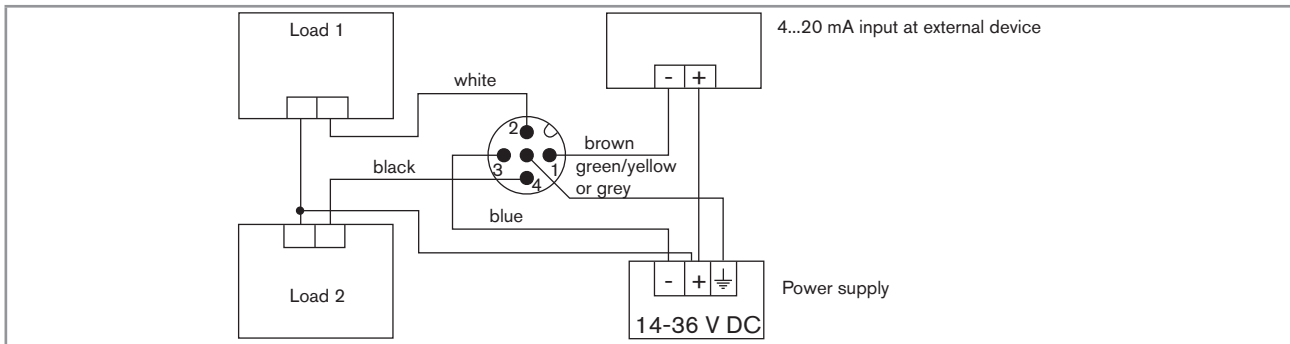 Load 1
4...20 mA input at external device
- +
white
2
brown
3
1
black
green/yellow
4
or grey
blue
- +
Load 2
Power supply
14-36 V DC